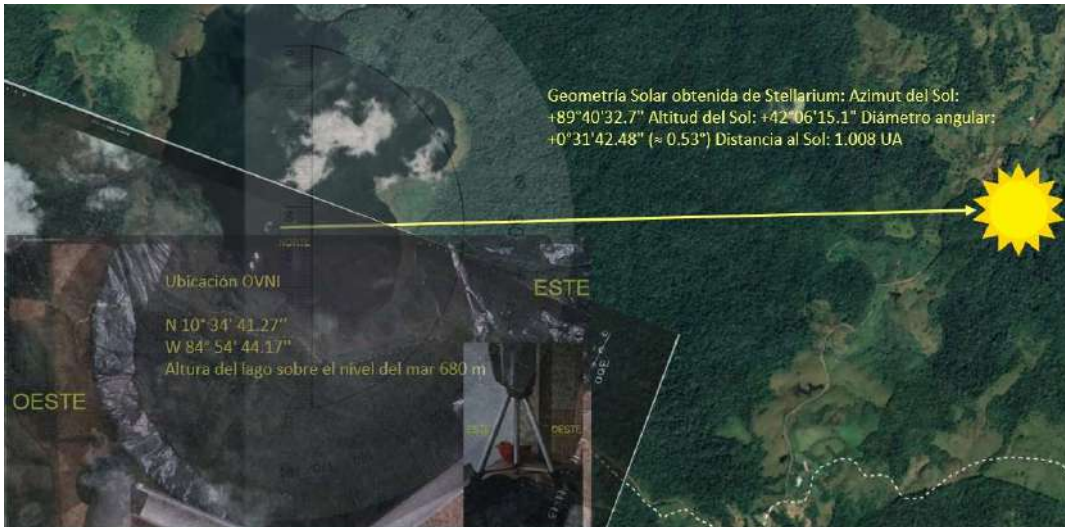 Geometría Solar obtenida de Stellarium: Azimut del Sol:
+89°40'32.7" Altitud del Sol: +42°06'15.1" Diámetro angular:
+0°31'42.48" (≈ 0.53°) Distancia al Sol: 1.008 UA
NORTE
Ubicación OVNI
ESTE
N 10° 34' 41.27''
W 84° 54' 44.17''
Altura del lago sobre el nivel del mar 680 m
OESTE
ESTE
OESTE